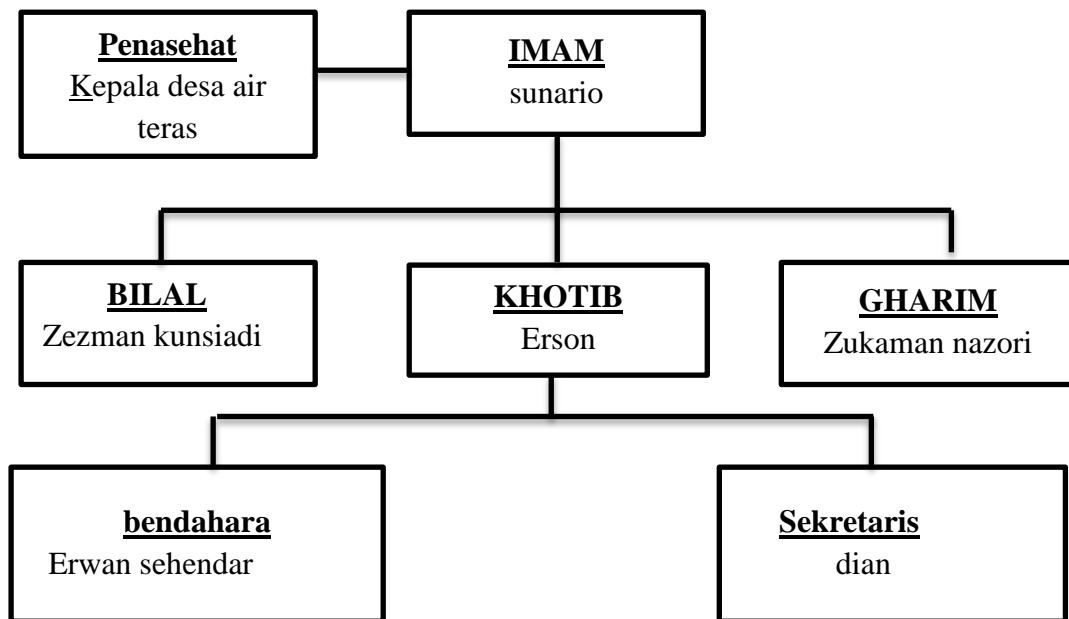 Penasehat
Kepala desa air
teras
IMAM
sunario
BILAL
Zezman kunsiadi
KHOTIB
Erson
GHARIM
Zukaman nazori
bendahara
Erwan sehendar
Sekretaris
dian